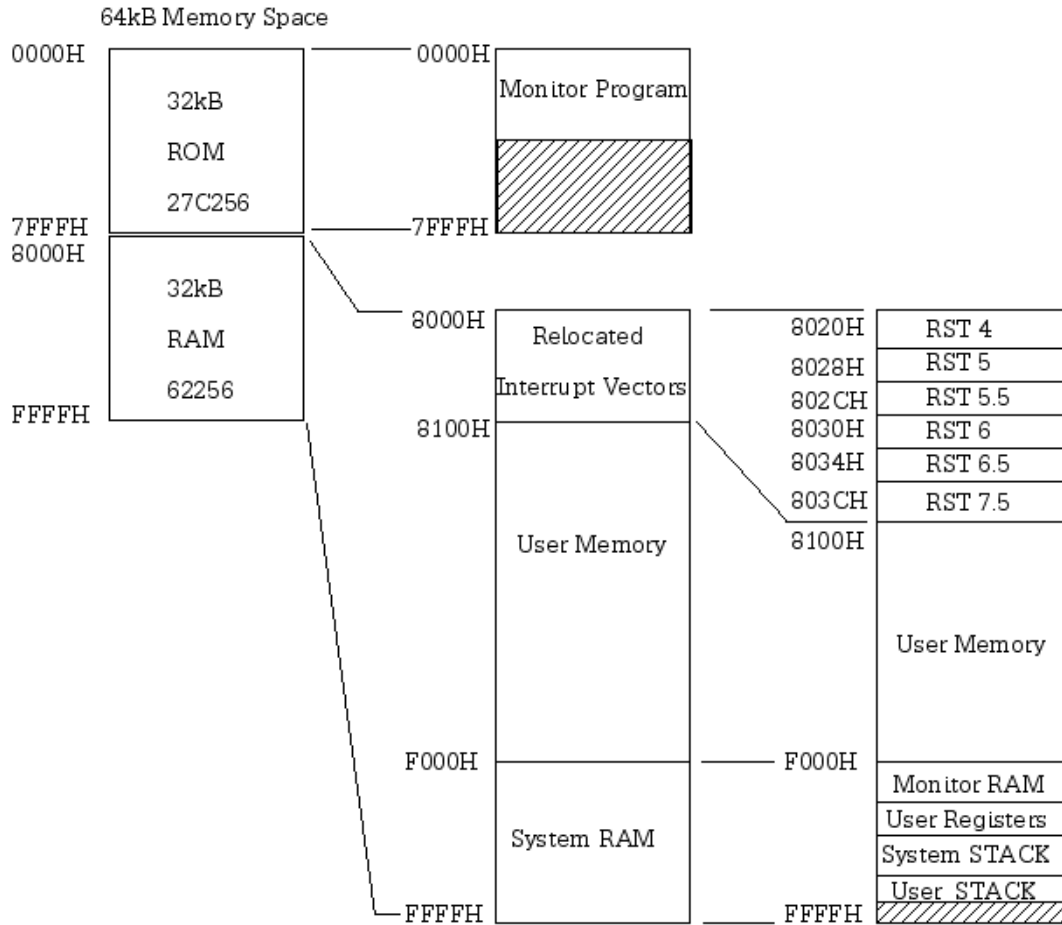 64kB Memory Space
0000H
32kB
ROM
27C256
7FFFH
8000H
32kB
RAM
62256
FFFFH
0000H
Monitor Program
7FFFH
8000H
Relocated
Interrupt Vectors
8100H
User Memory
F000H
System RAM
FFFFH
8020H RST 4
8028H RST 5
802CH RST 5.5
8030H RST 6
8034H RST 6.5
803CH RST 7.5
8100H
User Memory
F000H
Monitor RAM
User Registers
System STACK
User STACK
FFFFH